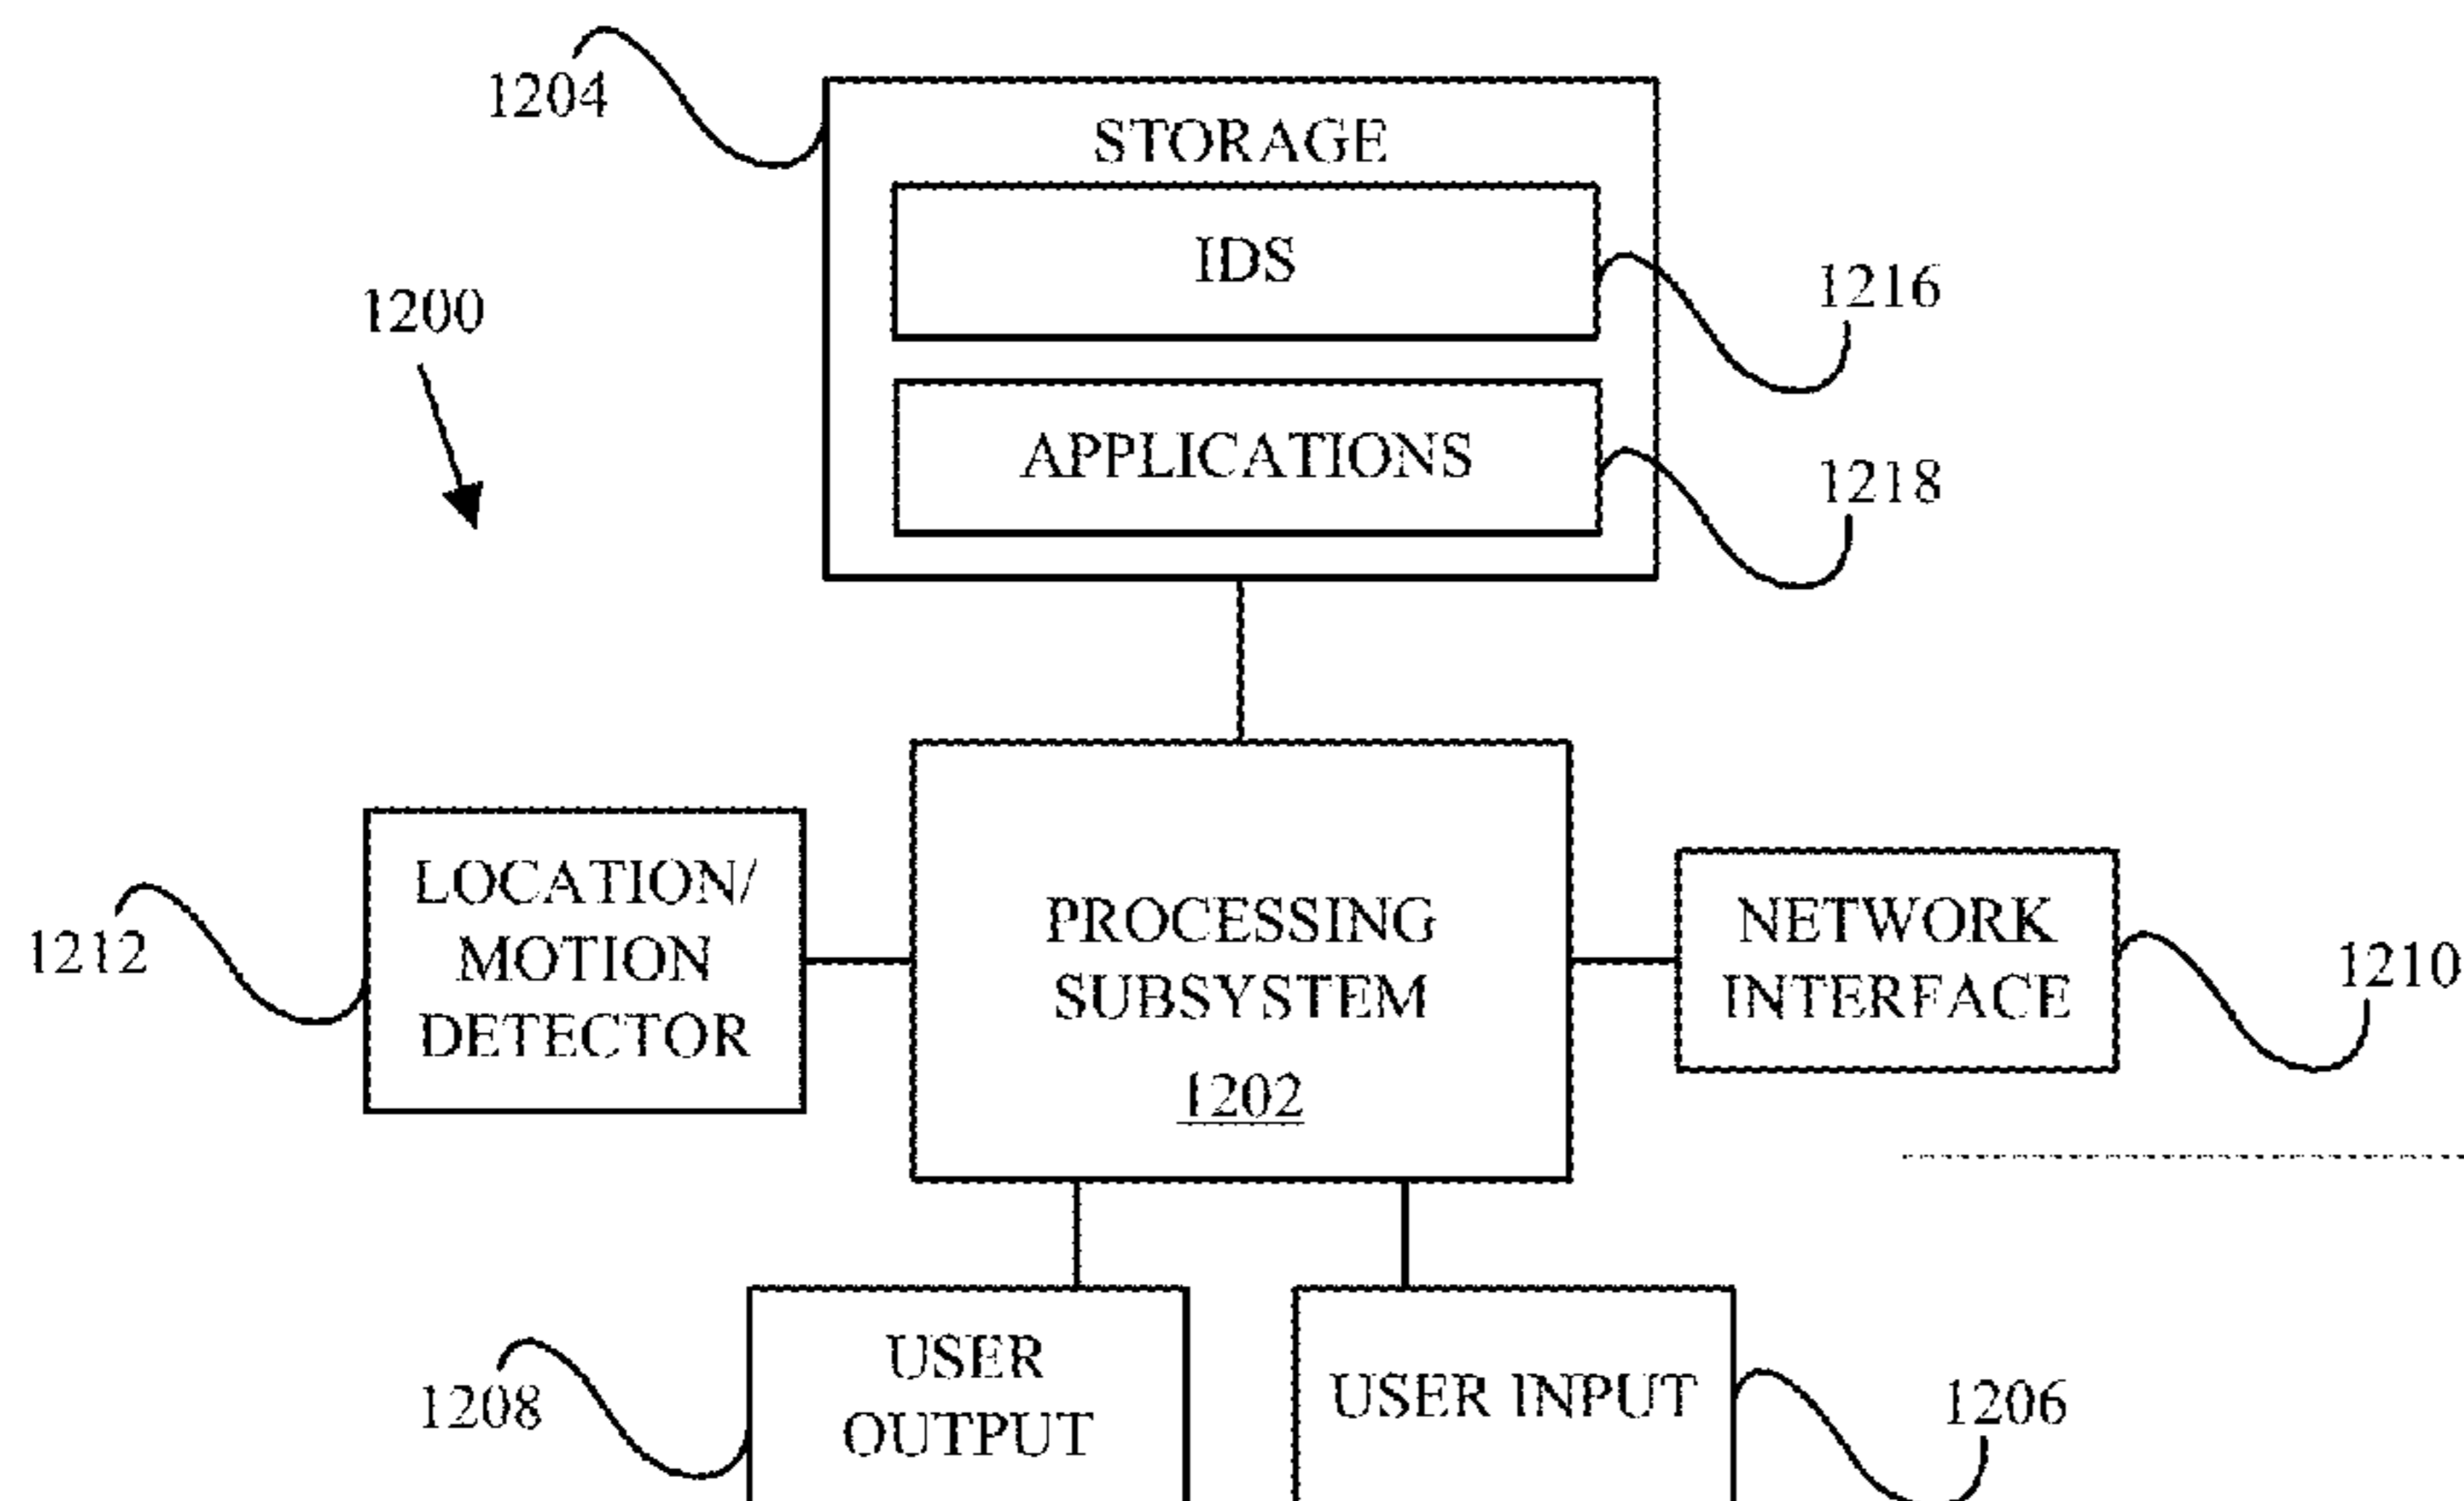 1204
STORAGE
IDS
1216
1200
APPLICATIONS
1218
LOCATION/
MOTION
DETECTOR
1212
PROCESSING
SUBSYSTEM
1202
NETWORK
INTERFACE
1210
USER
OUTPUT
1208
USER INPUT
1206